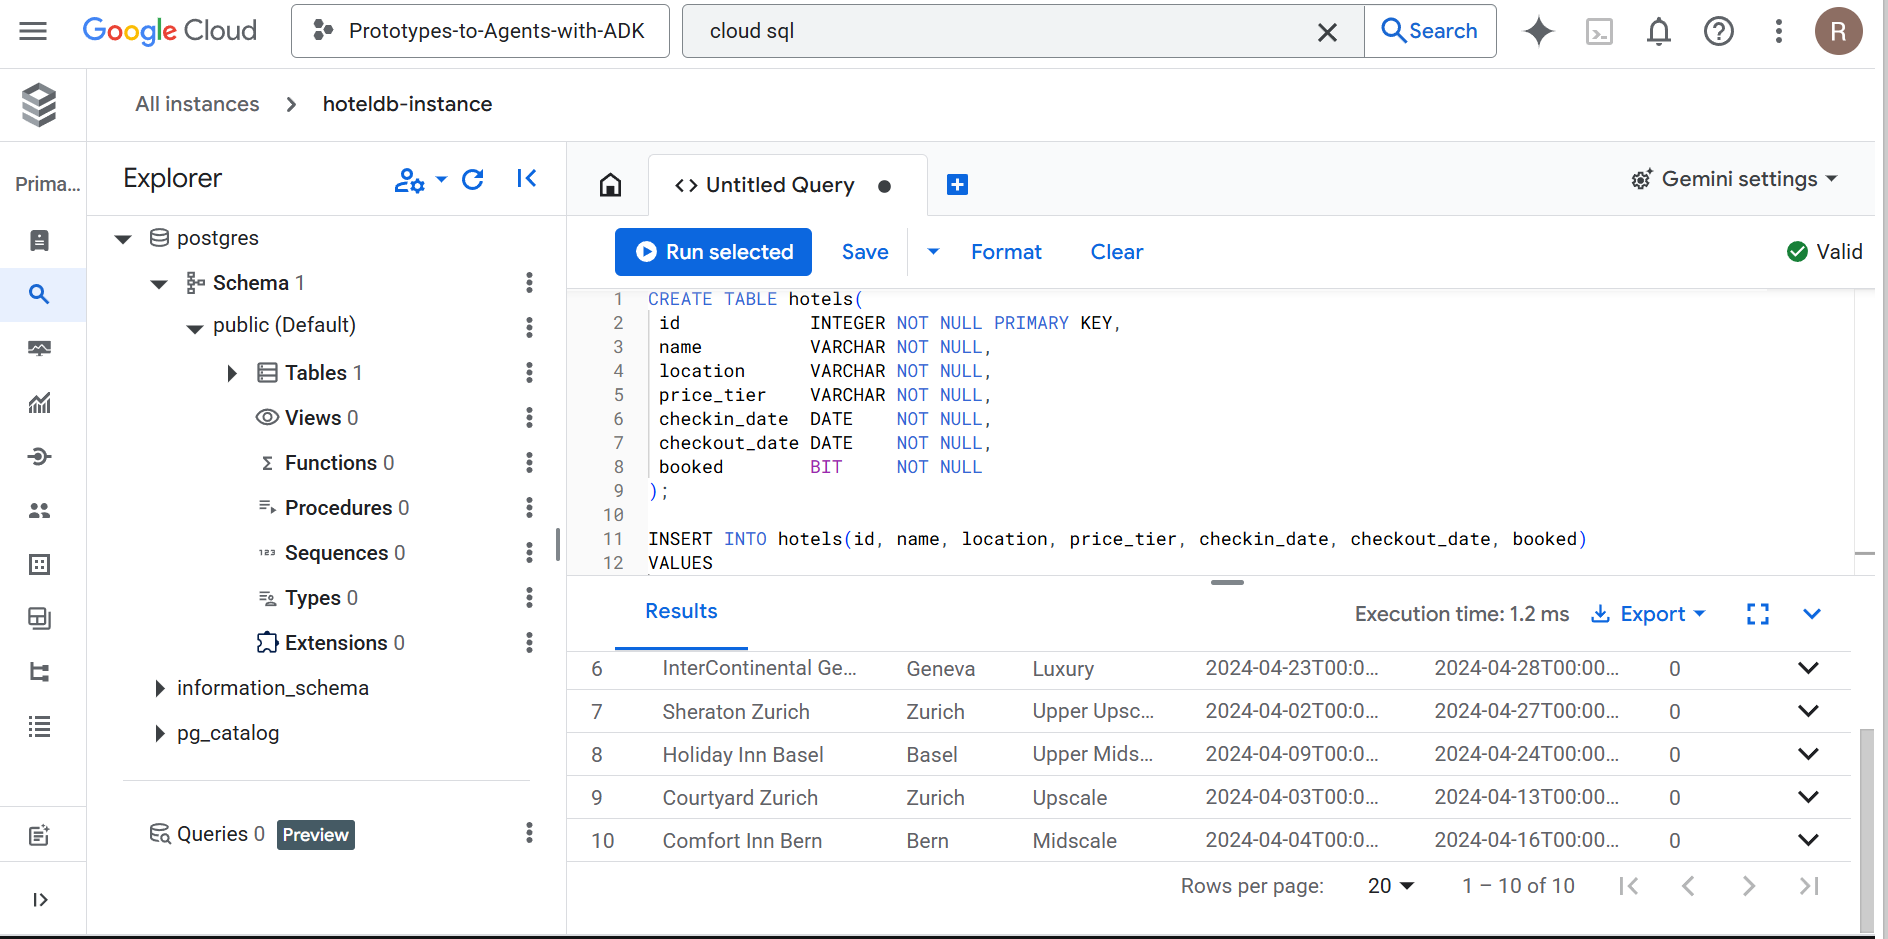 Google Cloud
Prototypes-to-Agents-with-ADK
cloud sql
Search
R
All instances
hoteldb-instance
Prima...
Explorer
Untitled Query
Gemini settings
Run selected
Save
Format
Clear
Valid
postgres
Schema 1
public (Default)
Tables 1
Views 0
Functions 0
Procedures 0
Sequences 0
Types 0
Extensions 0
information_schema
pg_catalog
Queries 0 Preview
1 CREATE TABLE hotels(
2 id INTEGER NOT NULL PRIMARY KEY,
3 name VARCHAR NOT NULL,
4 location VARCHAR NOT NULL,
5 price_tier VARCHAR NOT NULL,
6 checkin_date DATE NOT NULL,
7 checkout_date DATE NOT NULL,
8 booked BIT NOT NULL
9 );
10
11 INSERT INTO hotels(id, name, location, price_tier, checkin_date, checkout_date, booked)
12 VALUES
Results
Execution time: 1.2 ms
Export
6 InterContinental Ge... Geneva Luxury 2024-04-23T00:0... 2024-04-28T00:00... 0
7 Sheraton Zurich Zurich Upper Upsc... 2024-04-02T00:0... 2024-04-27T00:00... 0
8 Holiday Inn Basel Basel Upper Mids... 2024-04-09T00:0... 2024-04-24T00:00... 0
9 Courtyard Zurich Zurich Upscale 2024-04-03T00:0... 2024-04-13T00:00... 0
10 Comfort Inn Bern Bern Midscale 2024-04-04T00:0... 2024-04-16T00:00... 0
Rows per page: 20 1 – 10 of 10